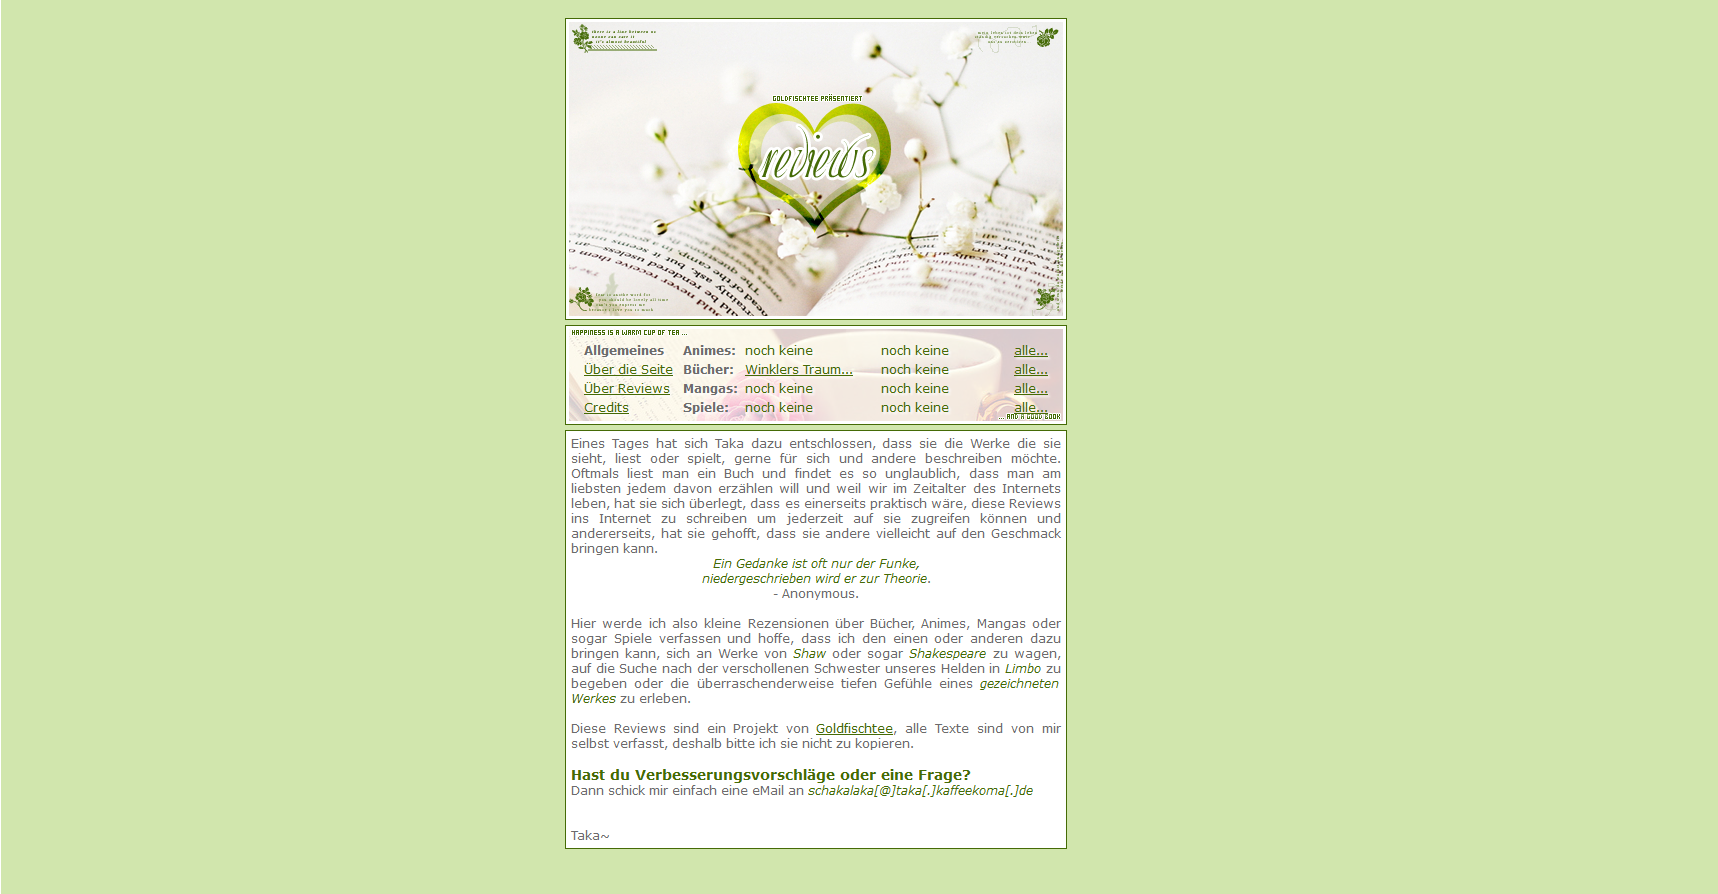 there is a line between us
noone can save it
it's almost beautiful
GOLDFISCHTEE PRÄSENTIERT
reviews
HAPPINESS IS A WARM CUP OF TEA ...
Allgemeines Animes: noch keine noch keine alle...
Über die Seite Bücher: Winklers Traum... noch keine alle...
Über Reviews Mangas: noch keine noch keine alle...
Credits Spiele: noch keine noch keine alle...
... AND A GOOD BOOK
Eines Tages hat sich Taka dazu entschlossen, dass sie die Werke die sie
sieht, liest oder spielt, gerne für sich und andere beschreiben möchte.
Oftmals liest man ein Buch und findet es so unglaublich, dass man am
liebsten jedem davon erzählen will und weil wir im Zeitalter des Internets
leben, hat sie sich überlegt, dass es einerseits praktisch wäre, diese Reviews
ins Internet zu schreiben um jederzeit auf sie zugreifen können und
andererseits, hat sie gehofft, dass sie andere vielleicht auf den Geschmack
bringen kann.
Ein Gedanke ist oft nur der Funke,
niedergeschrieben wird er zur Theorie.
- Anonymous.
Hier werde ich also kleine Rezensionen über Bücher, Animes, Mangas oder
sogar Spiele verfassen und hoffe, dass ich den einen oder anderen dazu
bringen kann, sich an Werke von Shaw oder sogar Shakespeare zu wagen,
auf die Suche nach der verschollenen Schwester unseres Helden in Limbo zu
begeben oder die überraschenderweise tiefen Gefühle eines gezeichneten
Werkes zu erleben.
Diese Reviews sind ein Projekt von Goldfischtee, alle Texte sind von mir
selbst verfasst, deshalb bitte ich sie nicht zu kopieren.
Hast du Verbesserungsvorschläge oder eine Frage?
Dann schick mir einfach eine eMail an schakalaka[@]taka[.]kaffeekoma[.]de
Taka~